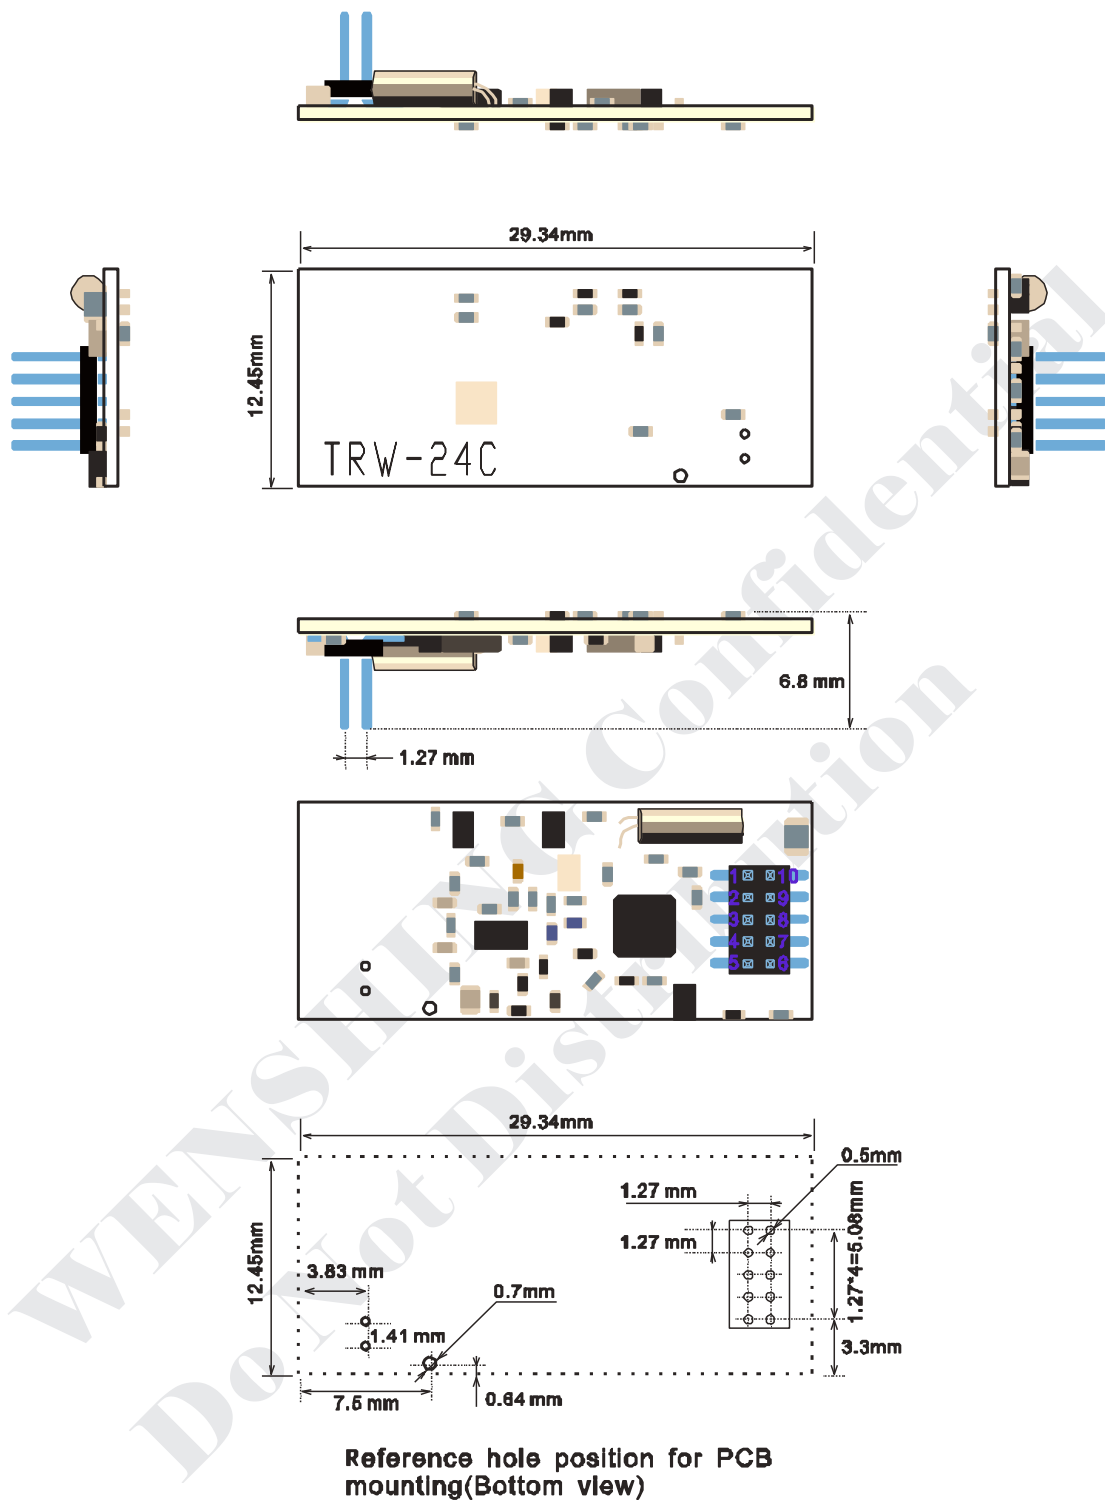 29.34mm
12.45mm
TRW-24C
6.8 mm
1.27 mm
1 10
2 9
3 8
4 7
5 6
29.34mm
0.5mm
1.27 mm
1.27 mm
12.45mm
3.83 mm
0.7mm
1.27*4=5.08mm
1.41 mm
3.3mm
7.5 mm
0.64 mm
Reference hole position for PCB
mounting(Bottom view)
WENSHING Confidential
Do Not Distribution